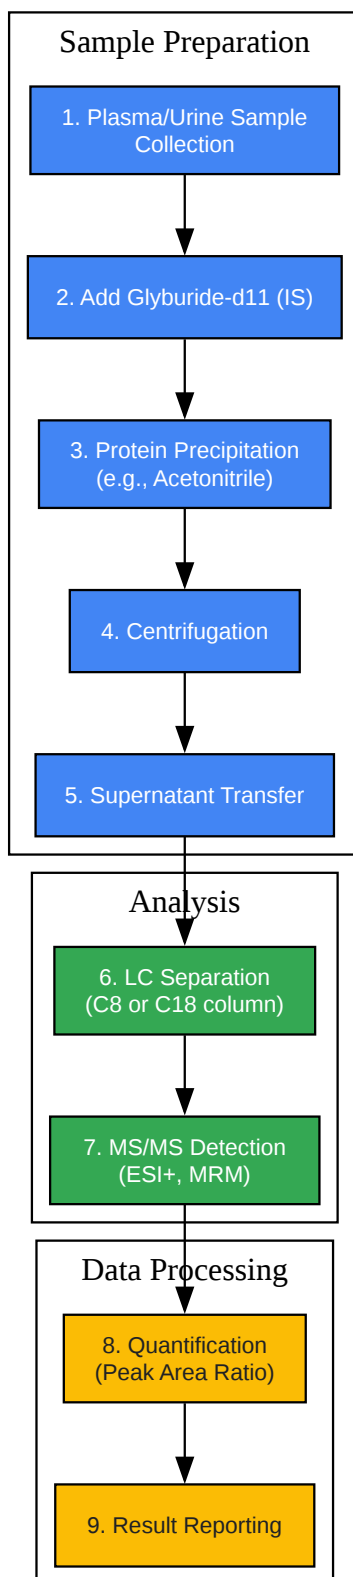 Sample Preparation
1. Plasma/Urine Sample
Collection
2. Add Glyburide-d11 (IS)
3. Protein Precipitation
(e.g., Acetonitrile)
4. Centrifugation
5. Supernatant Transfer
Analysis
6. LC Separation
(C8 or C18 column)
7. MS/MS Detection
(ESI+, MRM)
Data Processing
8. Quantification
(Peak Area Ratio)
9. Result Reporting